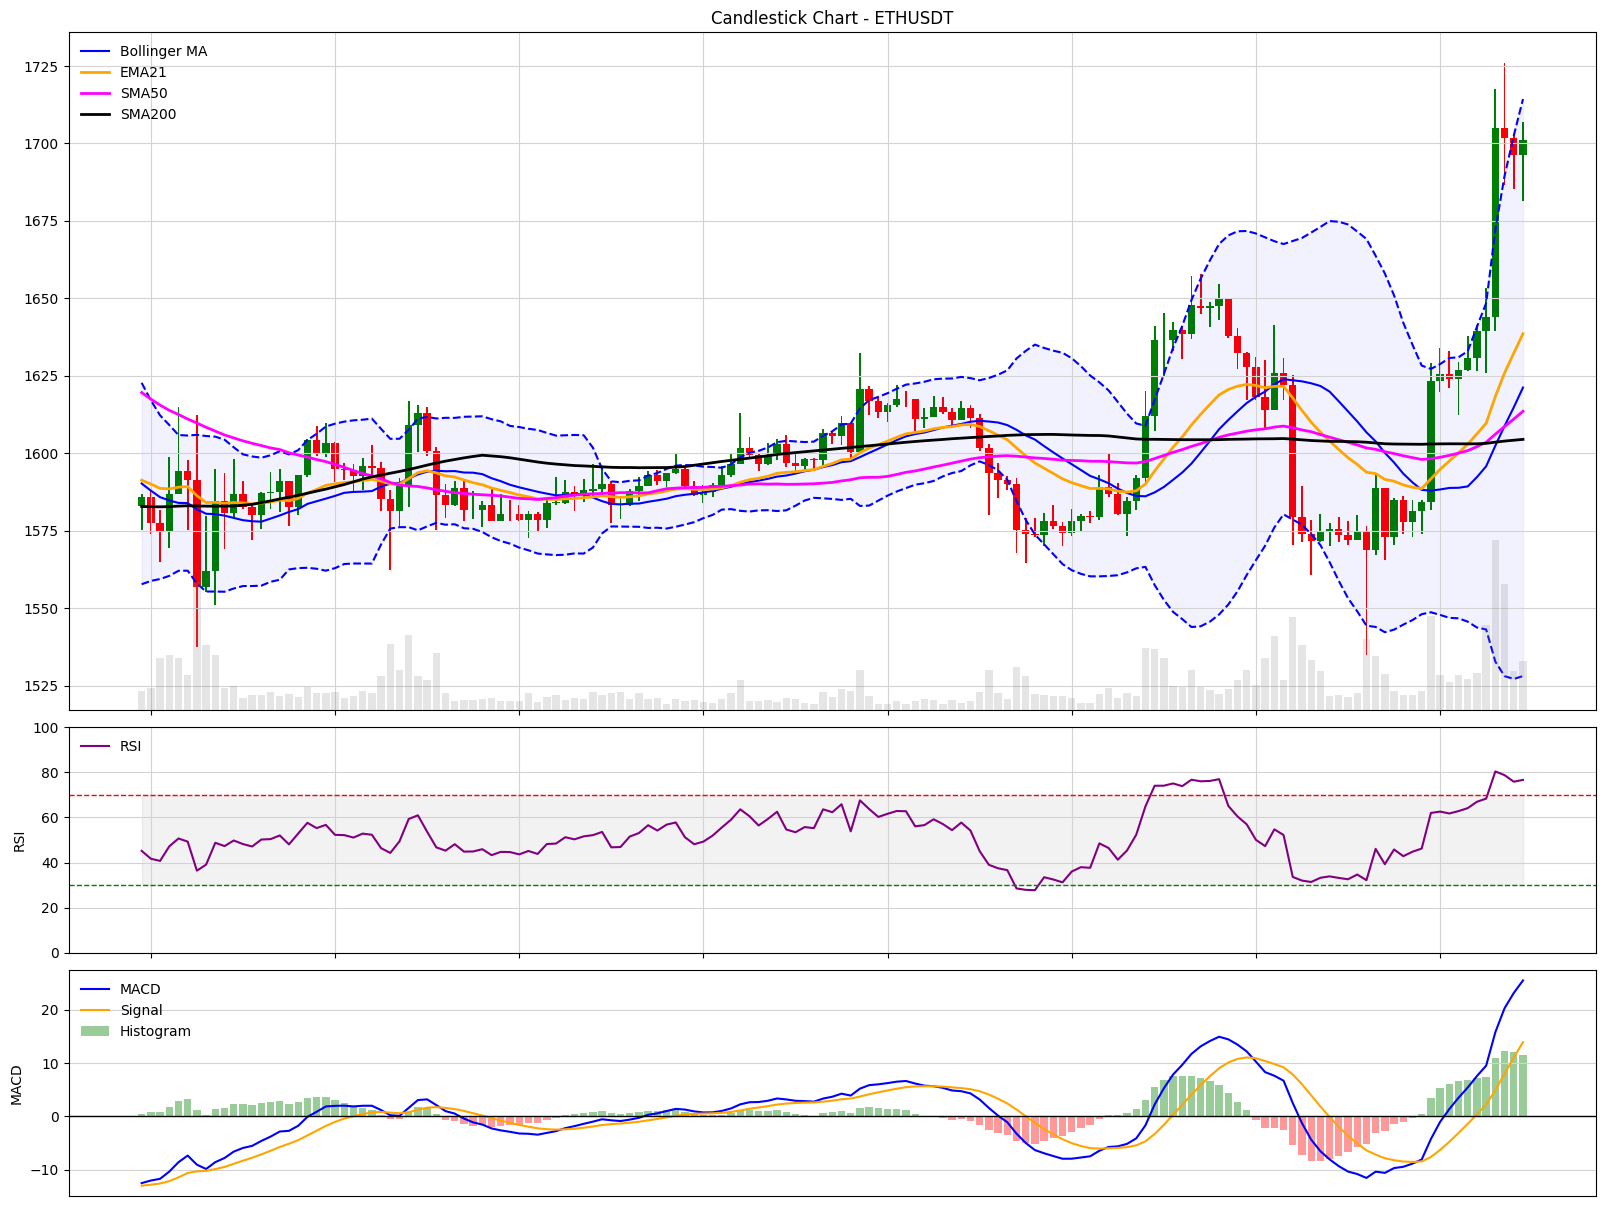 Candlestick Chart - ETHUSDT
Bollinger MA
EMA21
SMA50
SMA200
1725
1700
1675
1650
1625
1600
1575
1550
1525
RSI
RSI
100
80
60
40
20
0
MACD
Signal
Histogram
MACD
20
10
0
−10